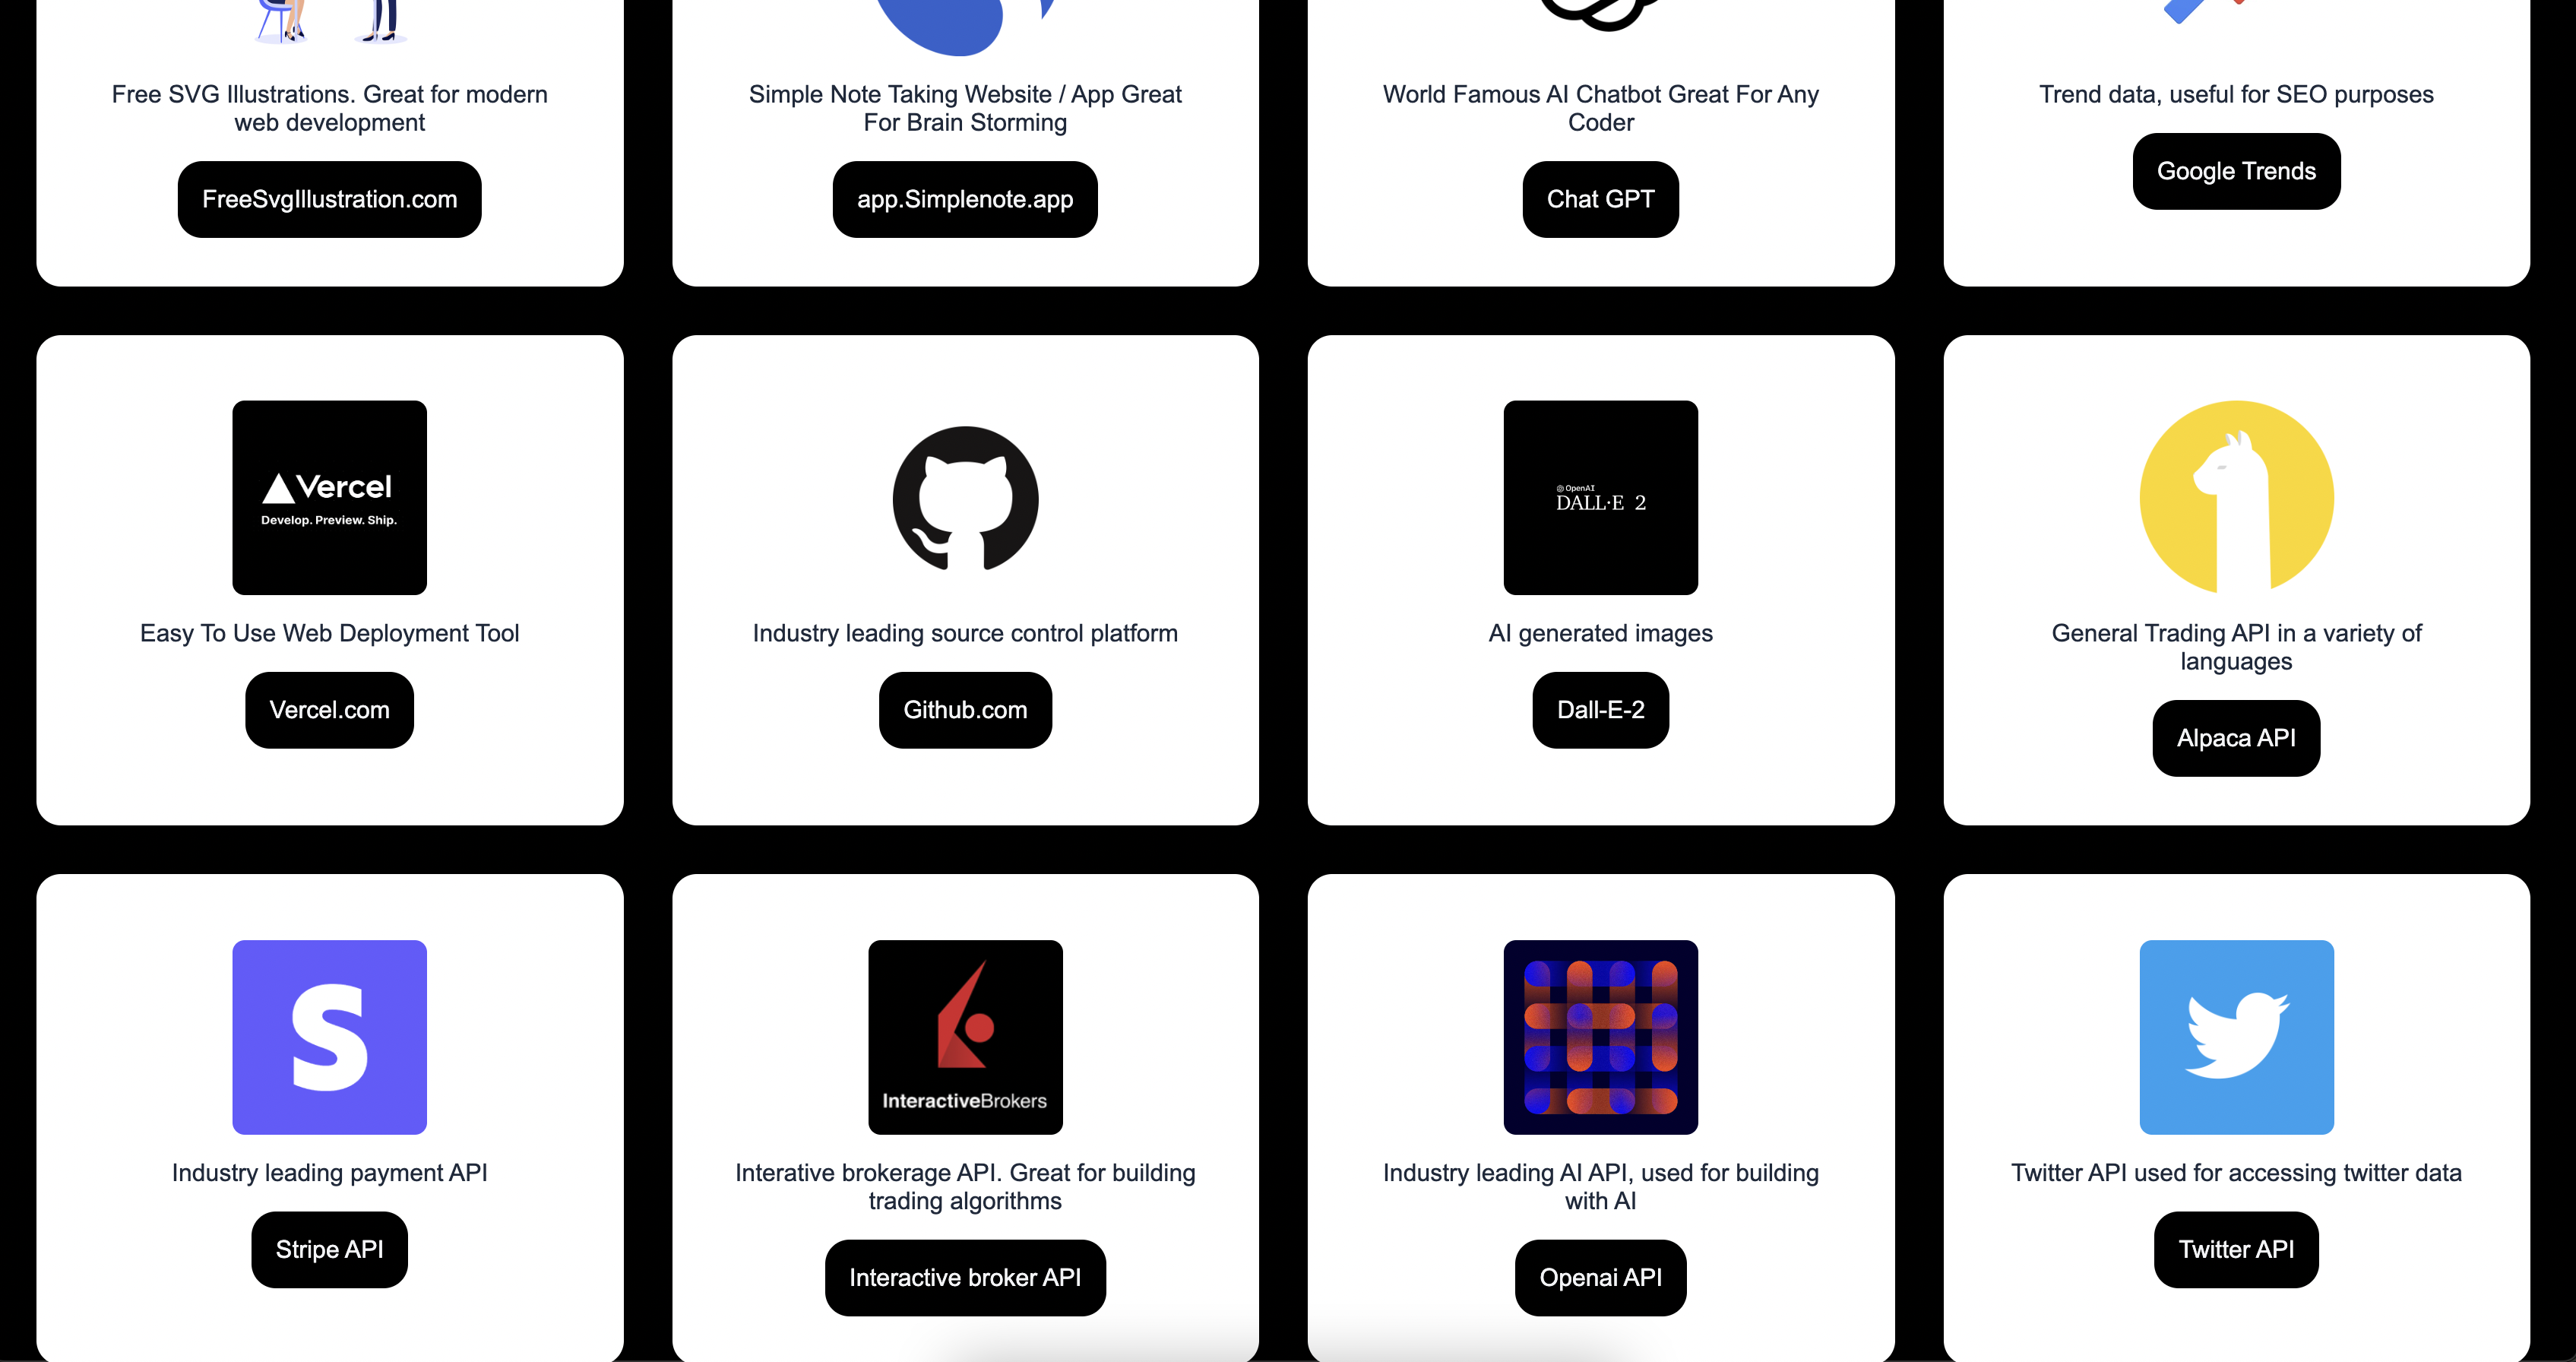 Free SVG Illustrations. Great for modern
web development
FreeSvgIllustration.com
Simple Note Taking Website / App Great
For Brain Storming
app.Simplenote.app
World Famous AI Chatbot Great For Any
Coder
Chat GPT
Trend data, useful for SEO purposes
Google Trends
Vercel
Develop. Preview. Ship.
Easy To Use Web Deployment Tool
Vercel.com
Industry leading source control platform
Github.com
OpenAI
DALL·E 2
AI generated images
Dall-E-2
General Trading API in a variety of
languages
Alpaca API
S
Industry leading payment API
Stripe API
InteractiveBrokers
Interative brokerage API. Great for building
trading algorithms
Interactive broker API
Industry leading AI API, used for building
with AI
Openai API
Twitter API used for accessing twitter data
Twitter API